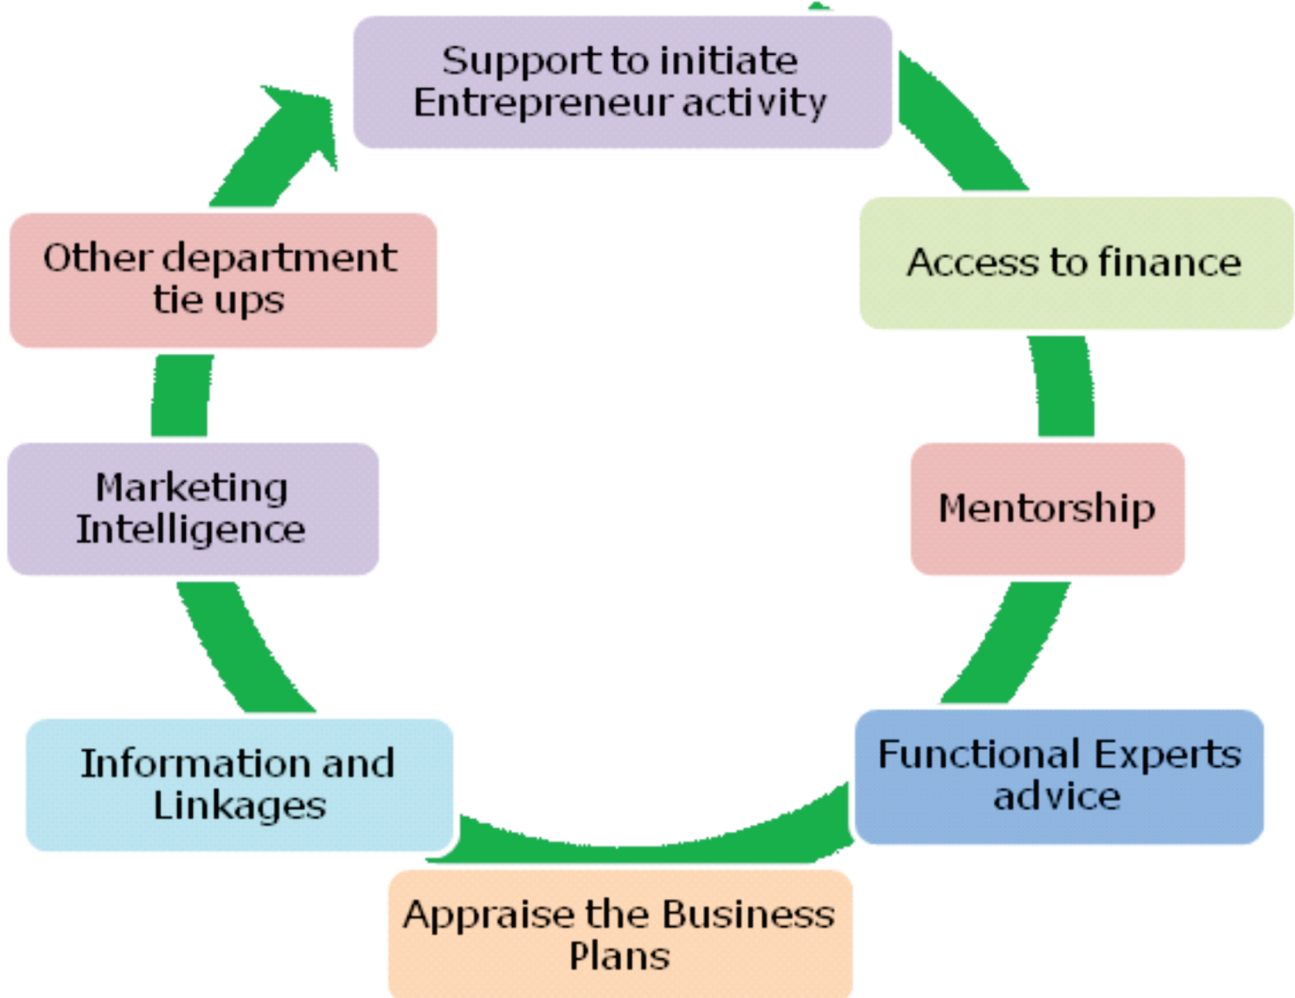 Support to initiate
Entrepreneur activity
Access to finance
Mentorship
Functional Experts
advice
Appraise the Business
Plans
Information and
Linkages
Marketing
Intelligence
Other department
tie ups